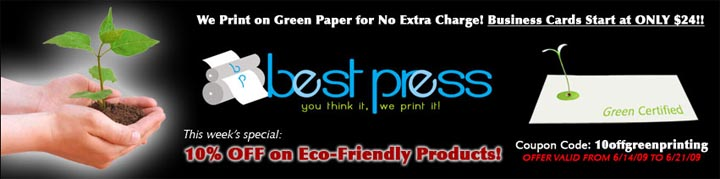 We Print on Green Paper for No Extra Charge! Business Cards Start at ONLY $24!!
b
p
best press
you think it, we print it!
Green Certified
This week's special:
10% OFF on Eco-Friendly Products!
Coupon Code: 10offgreenprinting
OFFER VALID FROM 6/14/09 TO 6/21/09